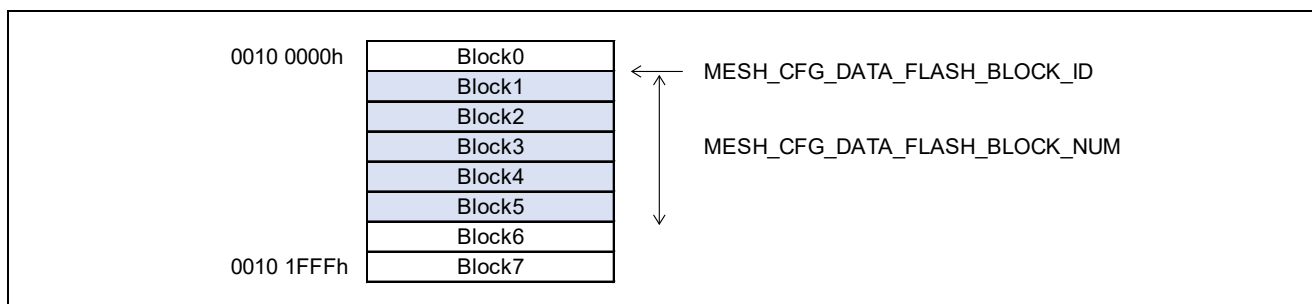 0010 0000h
Block0
MESH_CFG_DATA_FLASH_BLOCK_ID
Block1
Block2
Block3
MESH_CFG_DATA_FLASH_BLOCK_NUM
Block4
Block5
Block6
0010 1FFFh
Block7